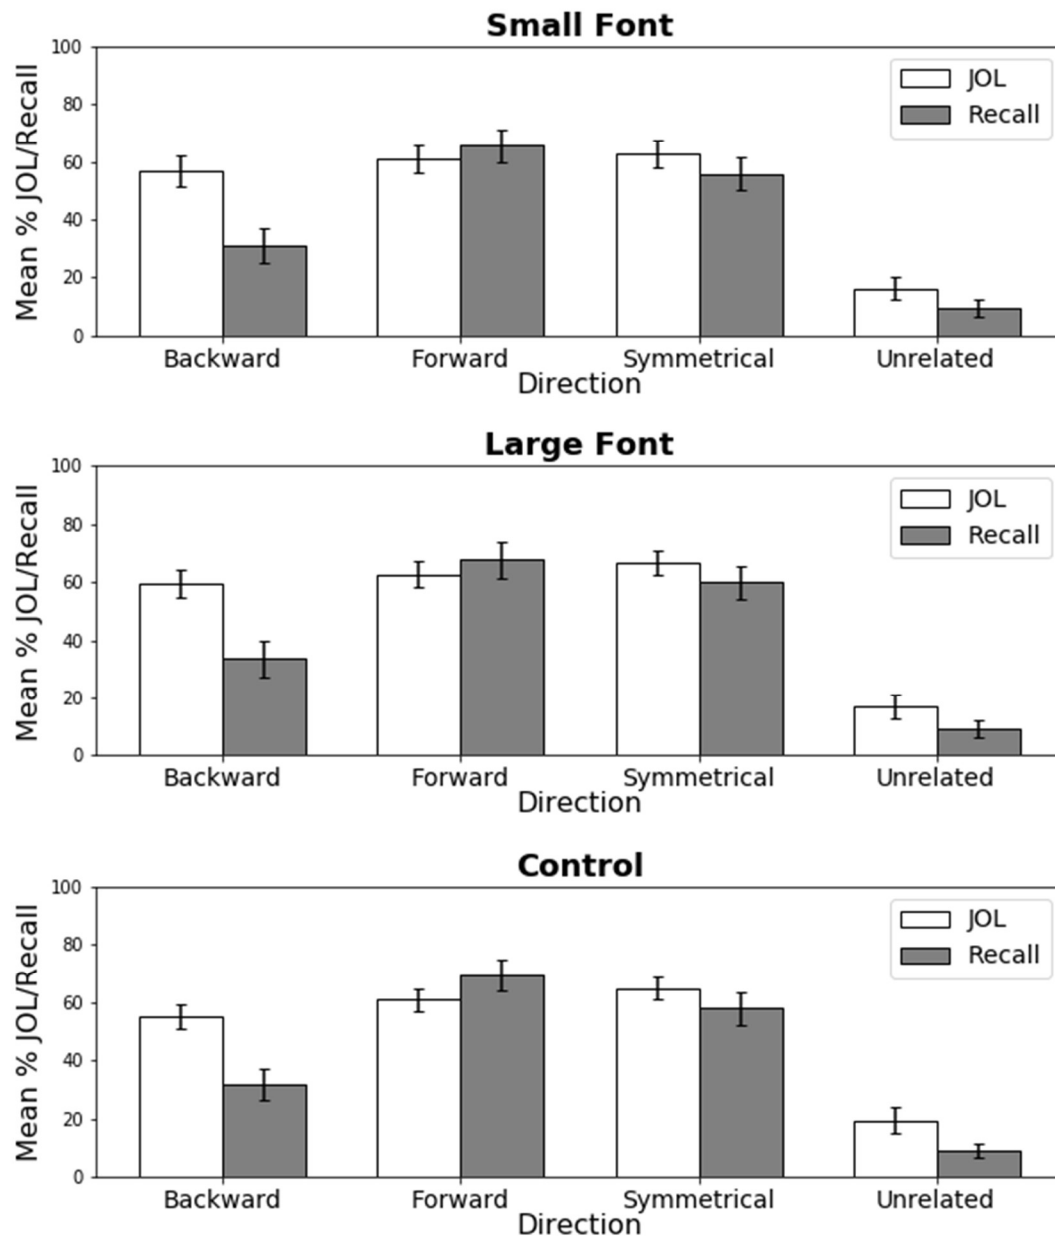 Small Font
Mean % JOL/Recall
100
80
60
40
20
0
JOL
Recall
Backward Forward Symmetrical Unrelated
Direction
Large Font
Mean % JOL/Recall
100
80
60
40
20
0
JOL
Recall
Backward Forward Symmetrical Unrelated
Direction
Control
Mean % JOL/Recall
100
80
60
40
20
0
JOL
Recall
Backward Forward Symmetrical Unrelated
Direction